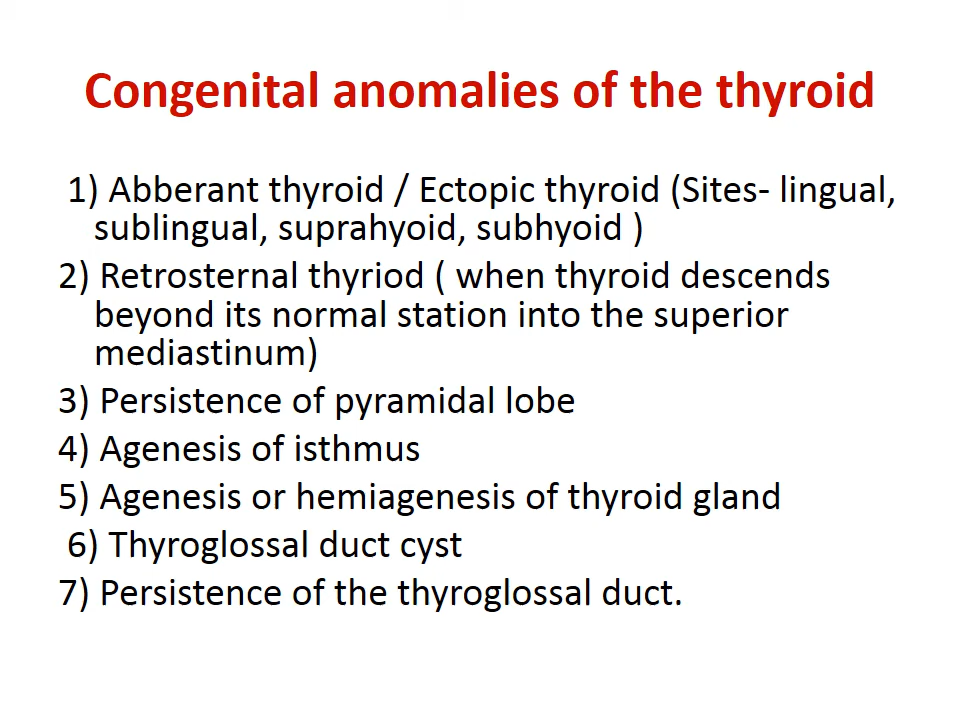 Congenital anomalies of the thyroid
1) Abberant thyroid / Ectopic thyroid (Sites- lingual,
sublingual, suprahyoid, subhyoid )
2) Retrosternal thyriod ( when thyroid descends
beyond its normal station into the superior
mediastinum)
3) Persistence of pyramidal lobe
4) Agenesis of isthmus
5) Agenesis or hemiagenesis of thyroid gland
6) Thyroglossal duct cyst
7) Persistence of the thyroglossal duct.